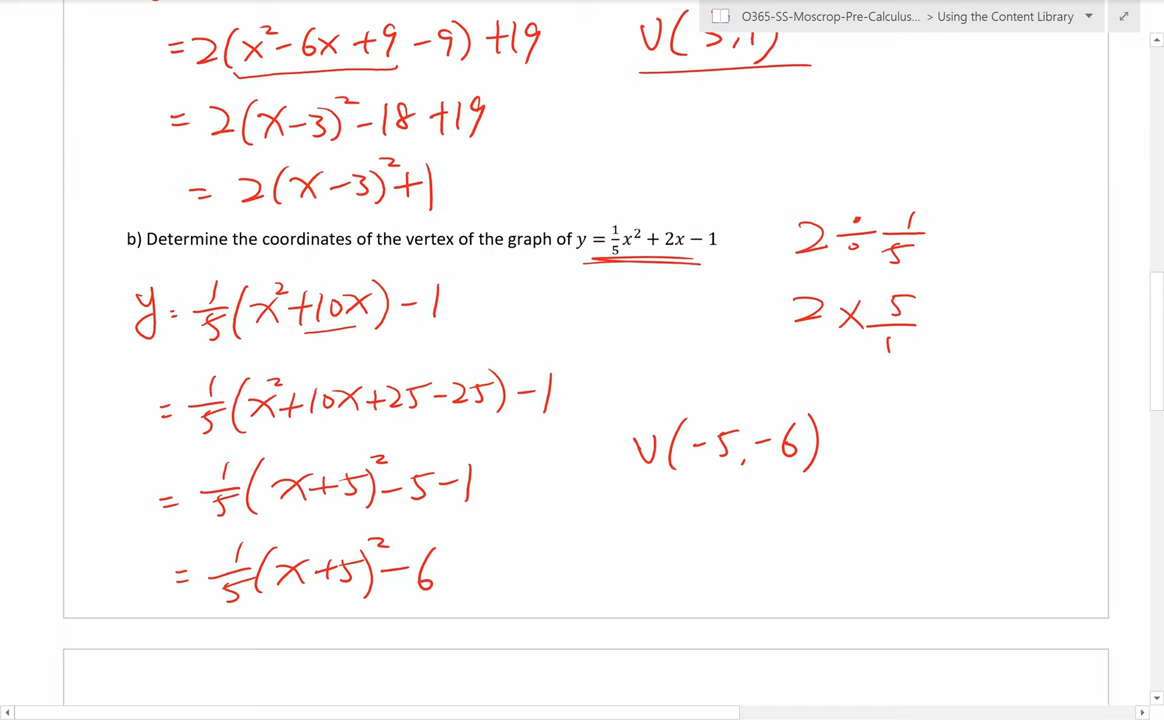 O365-SS-Moscrop-Pre-Calculus... > Using the Content Library
=2(x²-6x+9-9)+19
= 2(x-3)²-18+19
= 2(x-3)²+1
b) Determine the coordinates of the vertex of the graph of y = 1/5 x² + 2x − 1
2 ÷ 1/5
y = 1/5(x²+10x)-1
2 × 5/1
= 1/5(x²+10x+25-25)-1
V(-5,-6)
= 1/5(x+5)²-5-1
= 1/5(x+5)²-6